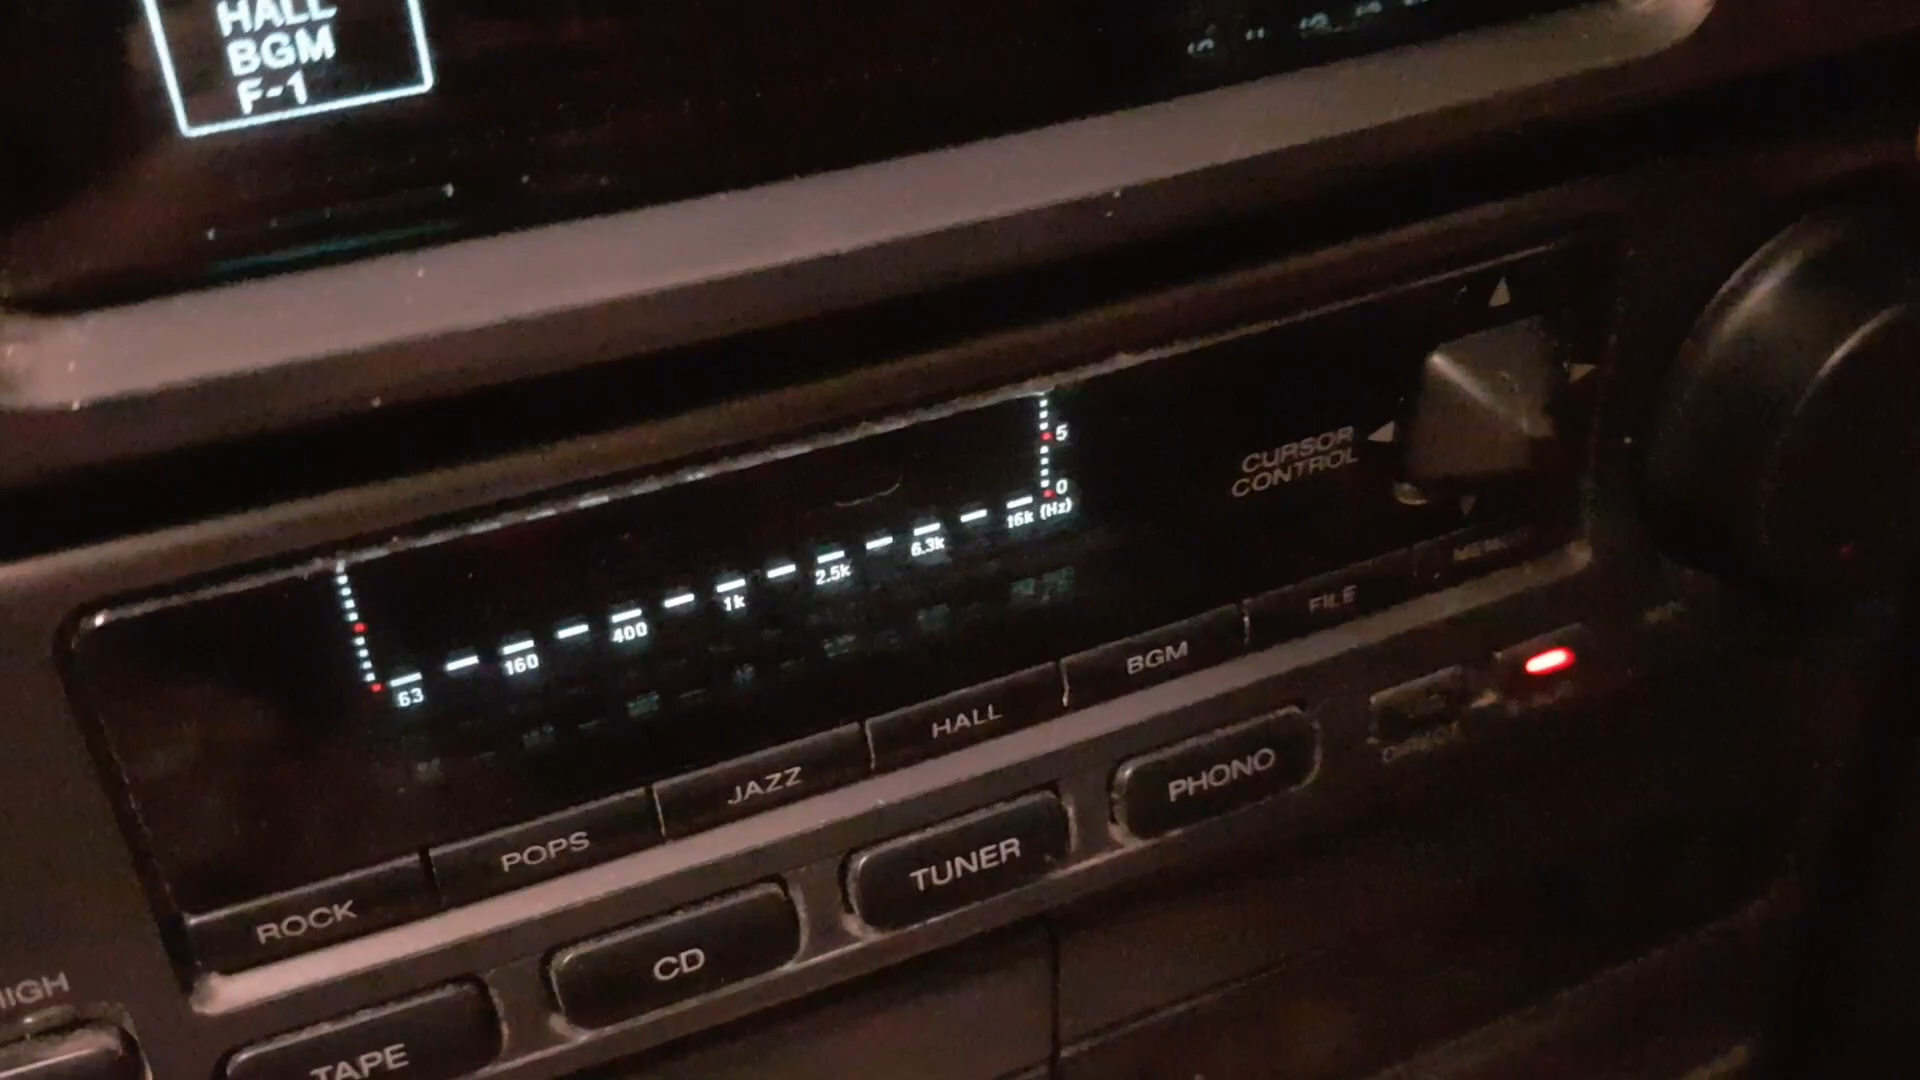 HALL
BGM
F-1
5
0
63 160 400 1k 2.5k 6.3k 16k (Hz)
CURSOR
CONTROL
ROCK POPS JAZZ HALL BGM FILE
HIGH
TAPE CD TUNER PHONO